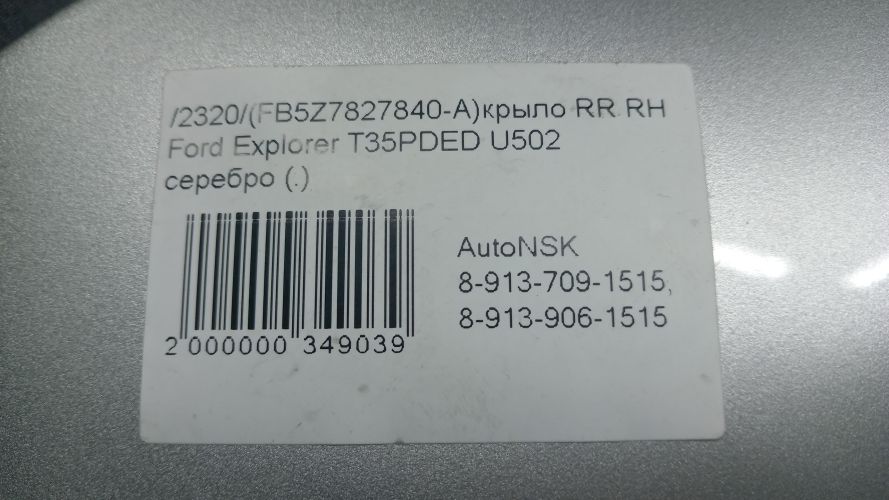 /2320/(FB5Z7827840-A)крыло RR RH
Ford Explorer T35PDED U502
серебро (.)
AutoNSK
8-913-709-1515,
8-913-906-1515
2 000000 349039